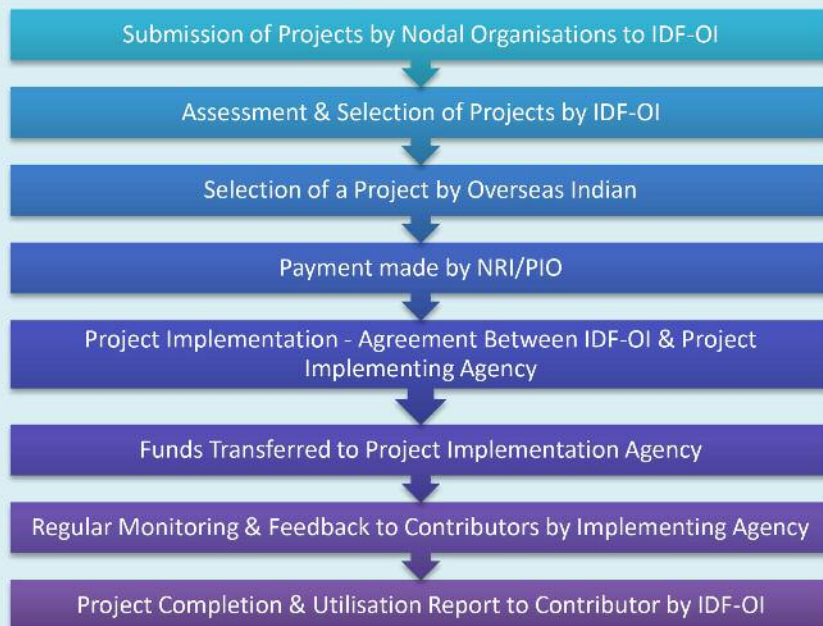 Submission of Projects by Nodal Organisations to IDF-OI
Assessment & Selection of Projects by IDF-OI
Selection of a Project by Overseas Indian
Payment made by NRI/PIO
Project Implementation - Agreement Between IDF-OI & Project
Implementing Agency
Funds Transferred to Project Implementation Agency
Regular Monitoring & Feedback to Contributors by Implementing Agency
Project Completion & Utilisation Report to Contributor by IDF-OI